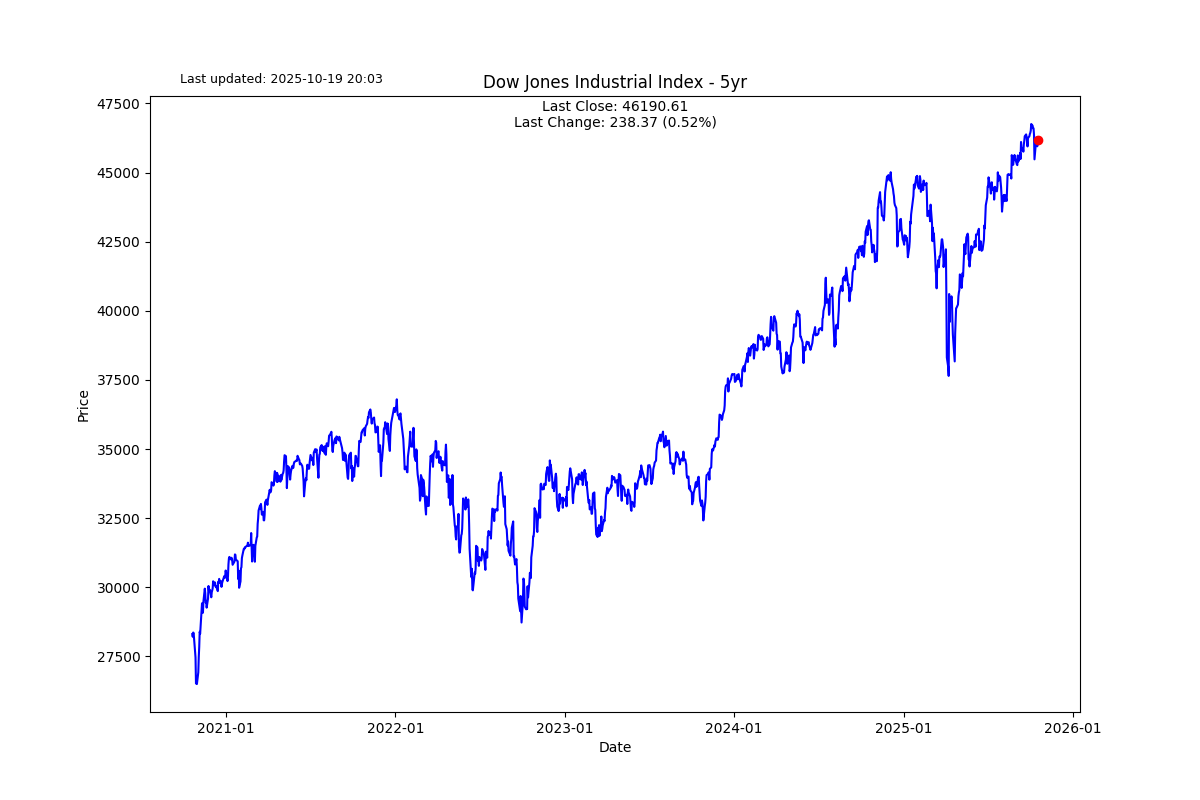 Last updated: 2025-10-19 20:03
Dow Jones Industrial Index - 5yr
Last Close: 46190.61
Last Change: 238.37 (0.52%)
47500
45000
42500
40000
37500
35000
32500
30000
27500
Price
2021-01
2022-01
2023-01
2024-01
2025-01
2026-01
Date